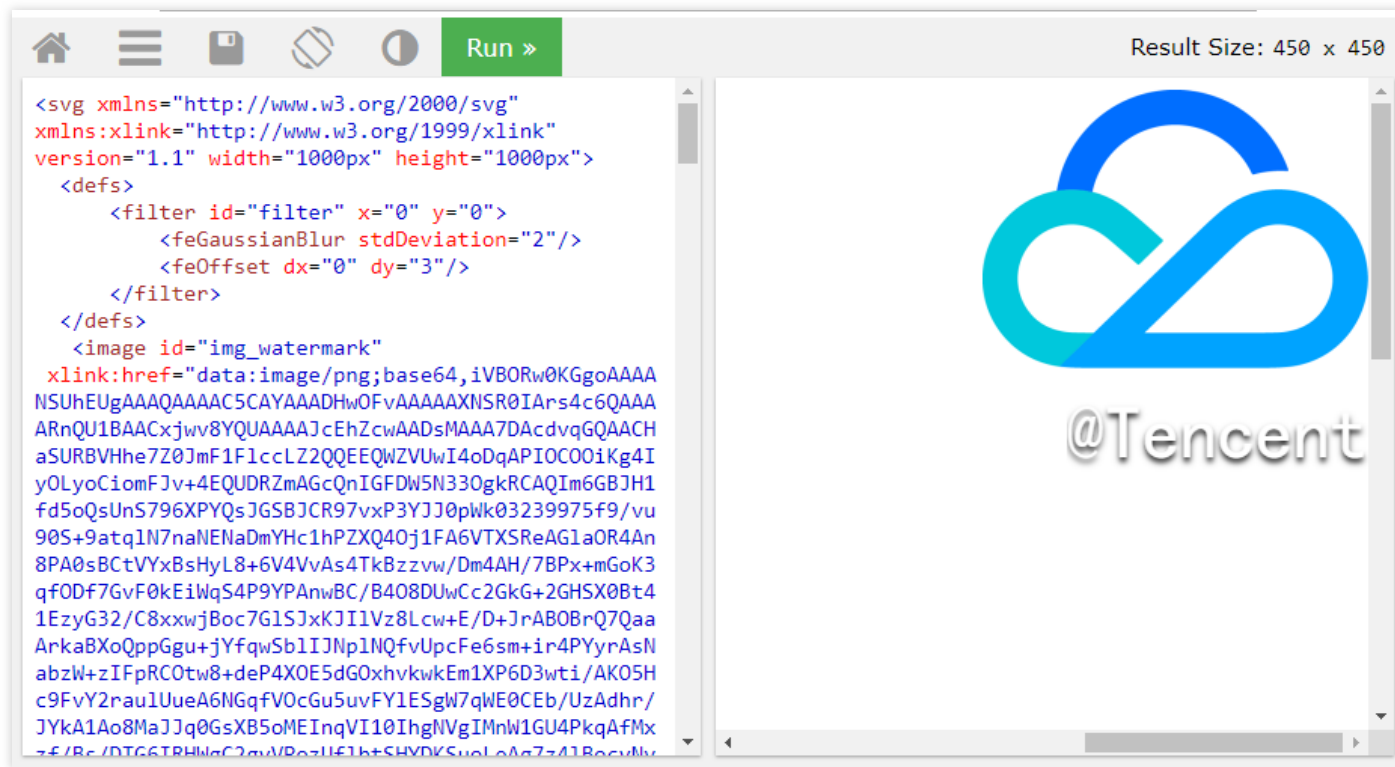 Run »
Result Size: 450 x 450
<svg xmlns="http://www.w3.org/2000/svg"
xmlns:xlink="http://www.w3.org/1999/xlink"
version="1.1" width="1000px" height="1000px">
<defs>
<filter id="filter" x="0" y="0">
<feGaussianBlur stdDeviation="2"/>
<feOffset dx="0" dy="3"/>
</filter>
</defs>
<image id="img_watermark"
xlink:href="data:image/png;base64,iVBORw0KGgoAAAA
NSUhEUgAAAQAAAAC5CAYAAADHwOFvAAAAAXNSR0IArs4c6QAAA
ARnQU1BAACxjwv8YQUAAAAJcEhZcwAADsMAAA7DAcdvqGQAACH
aSURBVHhe7Z0JmF1FlccLZ2QQEEQWZVUwI4oDqAPIOCOOiKg4I
yOLyoCiomFJv+4EQUDRZmAGcQnIGFDW5N33OgkRCAQIm6GBJH1
fd5oQsUnS796XPYQsJGSBJCR97vxP3YJJ0pWk03239975f9/vu
90S+9atqlN7naNENaDmYHc1hPZXQ4Oj1FA6VTXSReAGlaOR4An
8PA0sBCtVYxBsHyL8+6V4VvAs4TkBzzvw/Dm4AH/7BPx+mGoK3
qfODf7GvF0kEiWqS4P9YPAnwBC/B4O8DUwCc2GkG+2GHSX0Bt4
1EzyG32/C8xxwjBoc7GlSJxKJIlVz8Lcw+E/D+JrABOBrQ7Qaa
ArkaBXoQppGgu+jYfqwSblIJNplNQfvUpcFe6sm+ir4PYyrAsN
abzW+zIFpRCOtw8+deP4XOE5dGOxhvkwkEm1XP6D3wti/AKO5H
c9FvY2raulUueA6NGqfVOcGu5uvFYlESgW7qWE0CEb/UzAdhr/
JYkA1Ao8MaJJq0GsXB5oMEInqVI10IhgNVgIMnW1GU4PkqAfMx
@Tencent